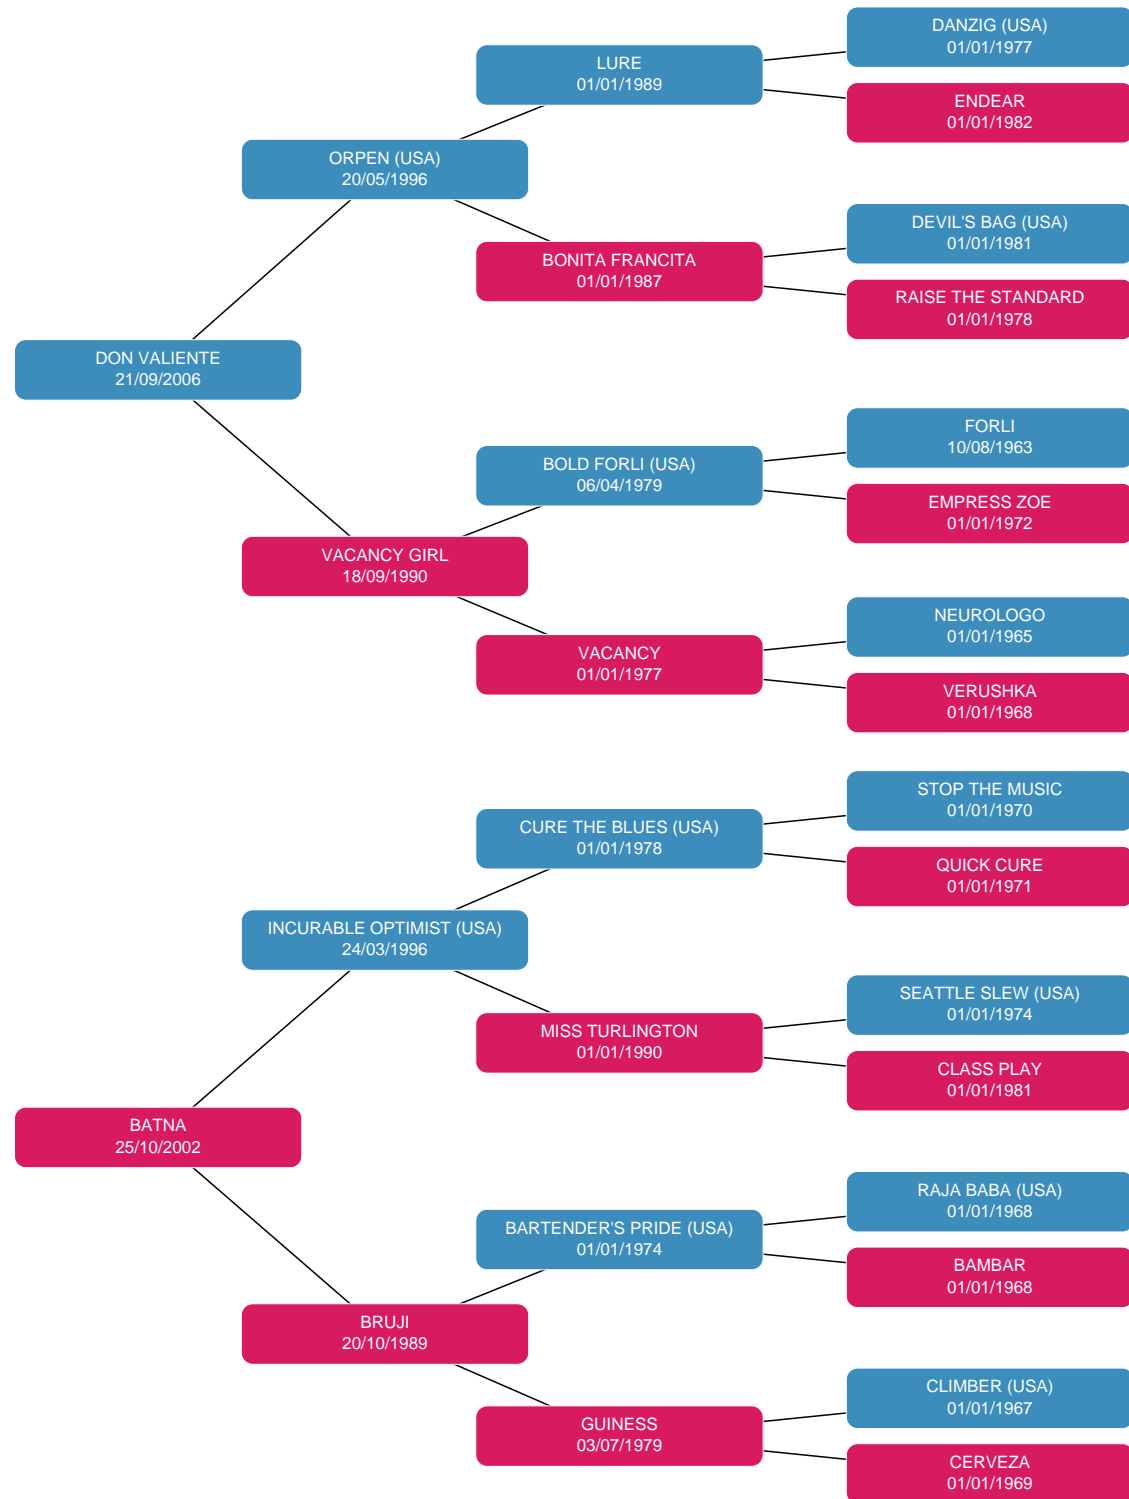 DANZIG (USA)
01/01/1977
LURE
01/01/1989
ENDEAR
01/01/1982
ORPEN (USA)
20/05/1996
DEVIL'S BAG (USA)
01/01/1981
BONITA FRANCITA
01/01/1987
RAISE THE STANDARD
01/01/1978
DON VALIENTE
21/09/2006
FORLI
10/08/1963
BOLD FORLI (USA)
06/04/1979
EMPRESS ZOE
01/01/1972
VACANCY GIRL
18/09/1990
NEUROLOGO
01/01/1965
VACANCY
01/01/1977
VERUSHKA
01/01/1968
STOP THE MUSIC
01/01/1970
CURE THE BLUES (USA)
01/01/1978
QUICK CURE
01/01/1971
INCURABLE OPTIMIST (USA)
24/03/1996
SEATTLE SLEW (USA)
01/01/1974
MISS TURLINGTON
01/01/1990
CLASS PLAY
01/01/1981
BATNA
25/10/2002
RAJA BABA (USA)
01/01/1968
BARTENDER'S PRIDE (USA)
01/01/1974
BAMBAR
01/01/1968
BRUJI
20/10/1989
CLIMBER (USA)
01/01/1967
GUINESS
03/07/1979
CERVEZA
01/01/1969